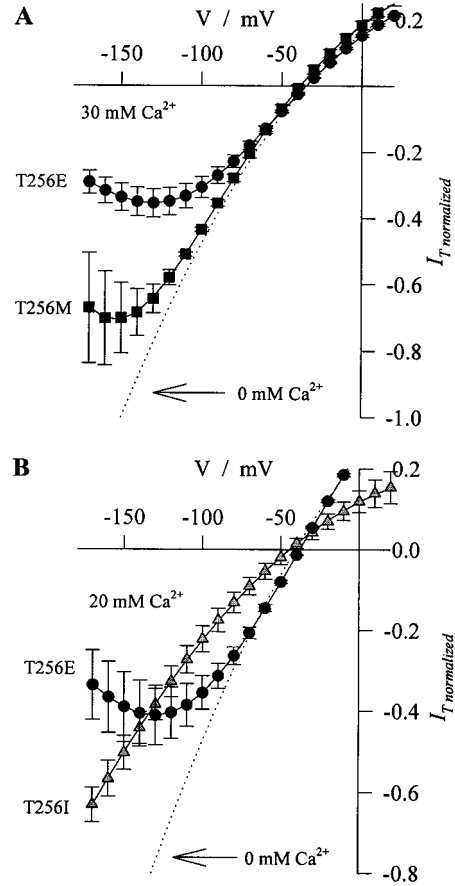 A
V / mV
-150 -100 -50
0.2
30 mM Ca²⁺
T256E
-0.2
-0.4
I_T normalized
T256M
-0.6
-0.8
0 mM Ca²⁺
-1.0
B
V / mV
0.2
-150 -100 -50
0.0
20 mM Ca²⁺
T256E
-0.2
-0.4
I_T normalized
T256I
-0.6
0 mM Ca²⁺
-0.8